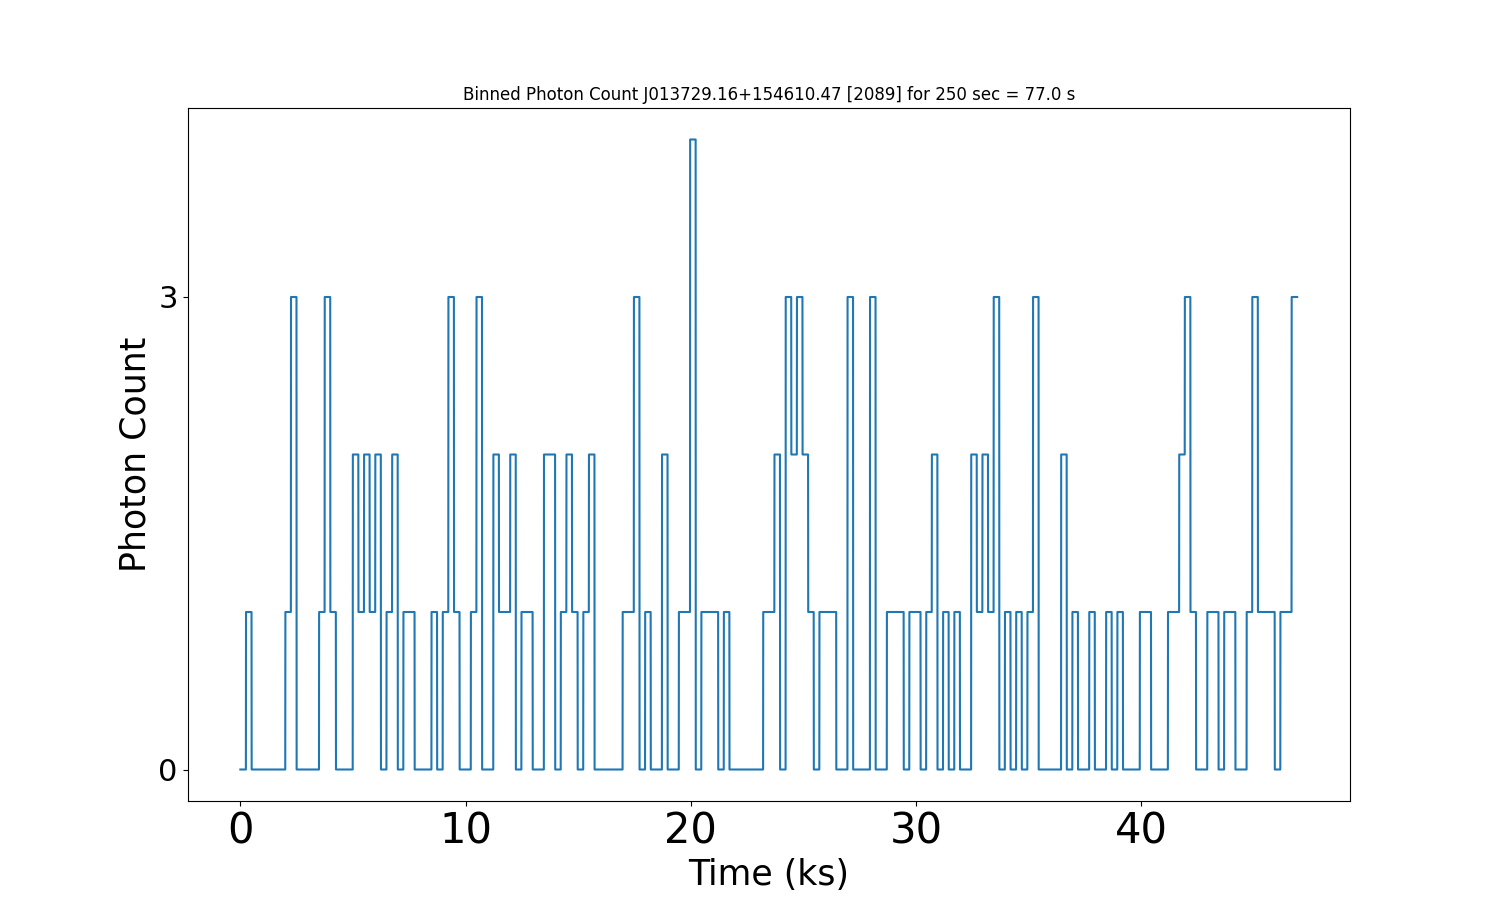 Binned Photon Count J013729.16+154610.47 [2089] for 250 sec = 77.0 s
Photon Count
3
0
0 10 20 30 40
Time (ks)